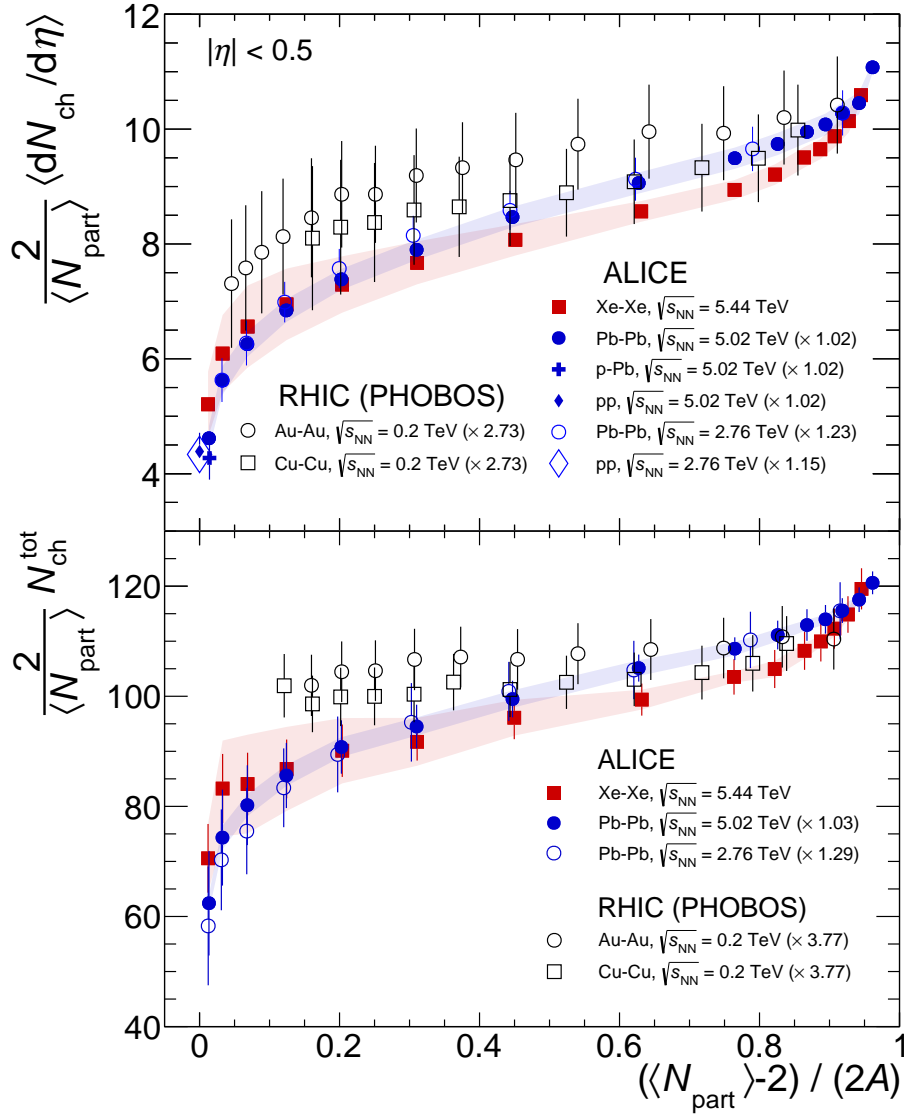 12
10
8
6
4
2/⟨N_part⟩ ⟨dN_ch/dη⟩
|η| < 0.5
ALICE
Xe-Xe, √s_NN = 5.44 TeV
Pb-Pb, √s_NN = 5.02 TeV (× 1.02)
p-Pb, √s_NN = 5.02 TeV (× 1.02)
pp, √s_NN = 5.02 TeV (× 1.02)
Pb-Pb, √s_NN = 2.76 TeV (× 1.23)
pp, √s_NN = 2.76 TeV (× 1.15)
RHIC (PHOBOS)
Au-Au, √s_NN = 0.2 TeV (× 2.73)
Cu-Cu, √s_NN = 0.2 TeV (× 2.73)
120
100
80
60
40
2/⟨N_part⟩ N_ch^tot
ALICE
Xe-Xe, √s_NN = 5.44 TeV
Pb-Pb, √s_NN = 5.02 TeV (× 1.03)
Pb-Pb, √s_NN = 2.76 TeV (× 1.29)
RHIC (PHOBOS)
Au-Au, √s_NN = 0.2 TeV (× 3.77)
Cu-Cu, √s_NN = 0.2 TeV (× 3.77)
0 0.2 0.4 0.6 0.8 1
(⟨N_part⟩-2) / (2A)